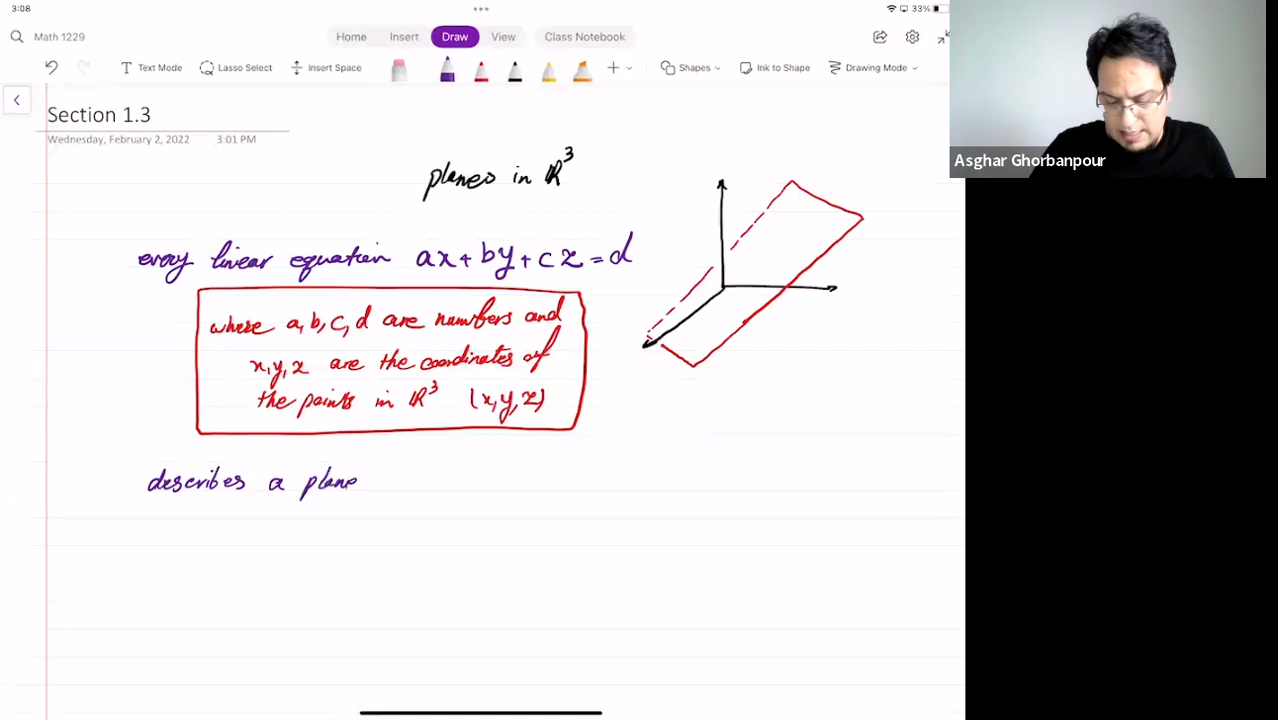 3:08
33%
Math 1229
Home Insert Draw View Class Notebook
Text Mode Lasso Select Insert Space Shapes Ink to Shape Drawing Mode
Section 1.3
Wednesday, February 2, 2022 3:01 PM
Asghar Ghorbanpour
planes in ℝ³
every linear equation ax+by+cz=d
where a,b,c,d are numbers and
x,y,z are the coordinates of
the points in ℝ³ (x,y,z)
describes a plane